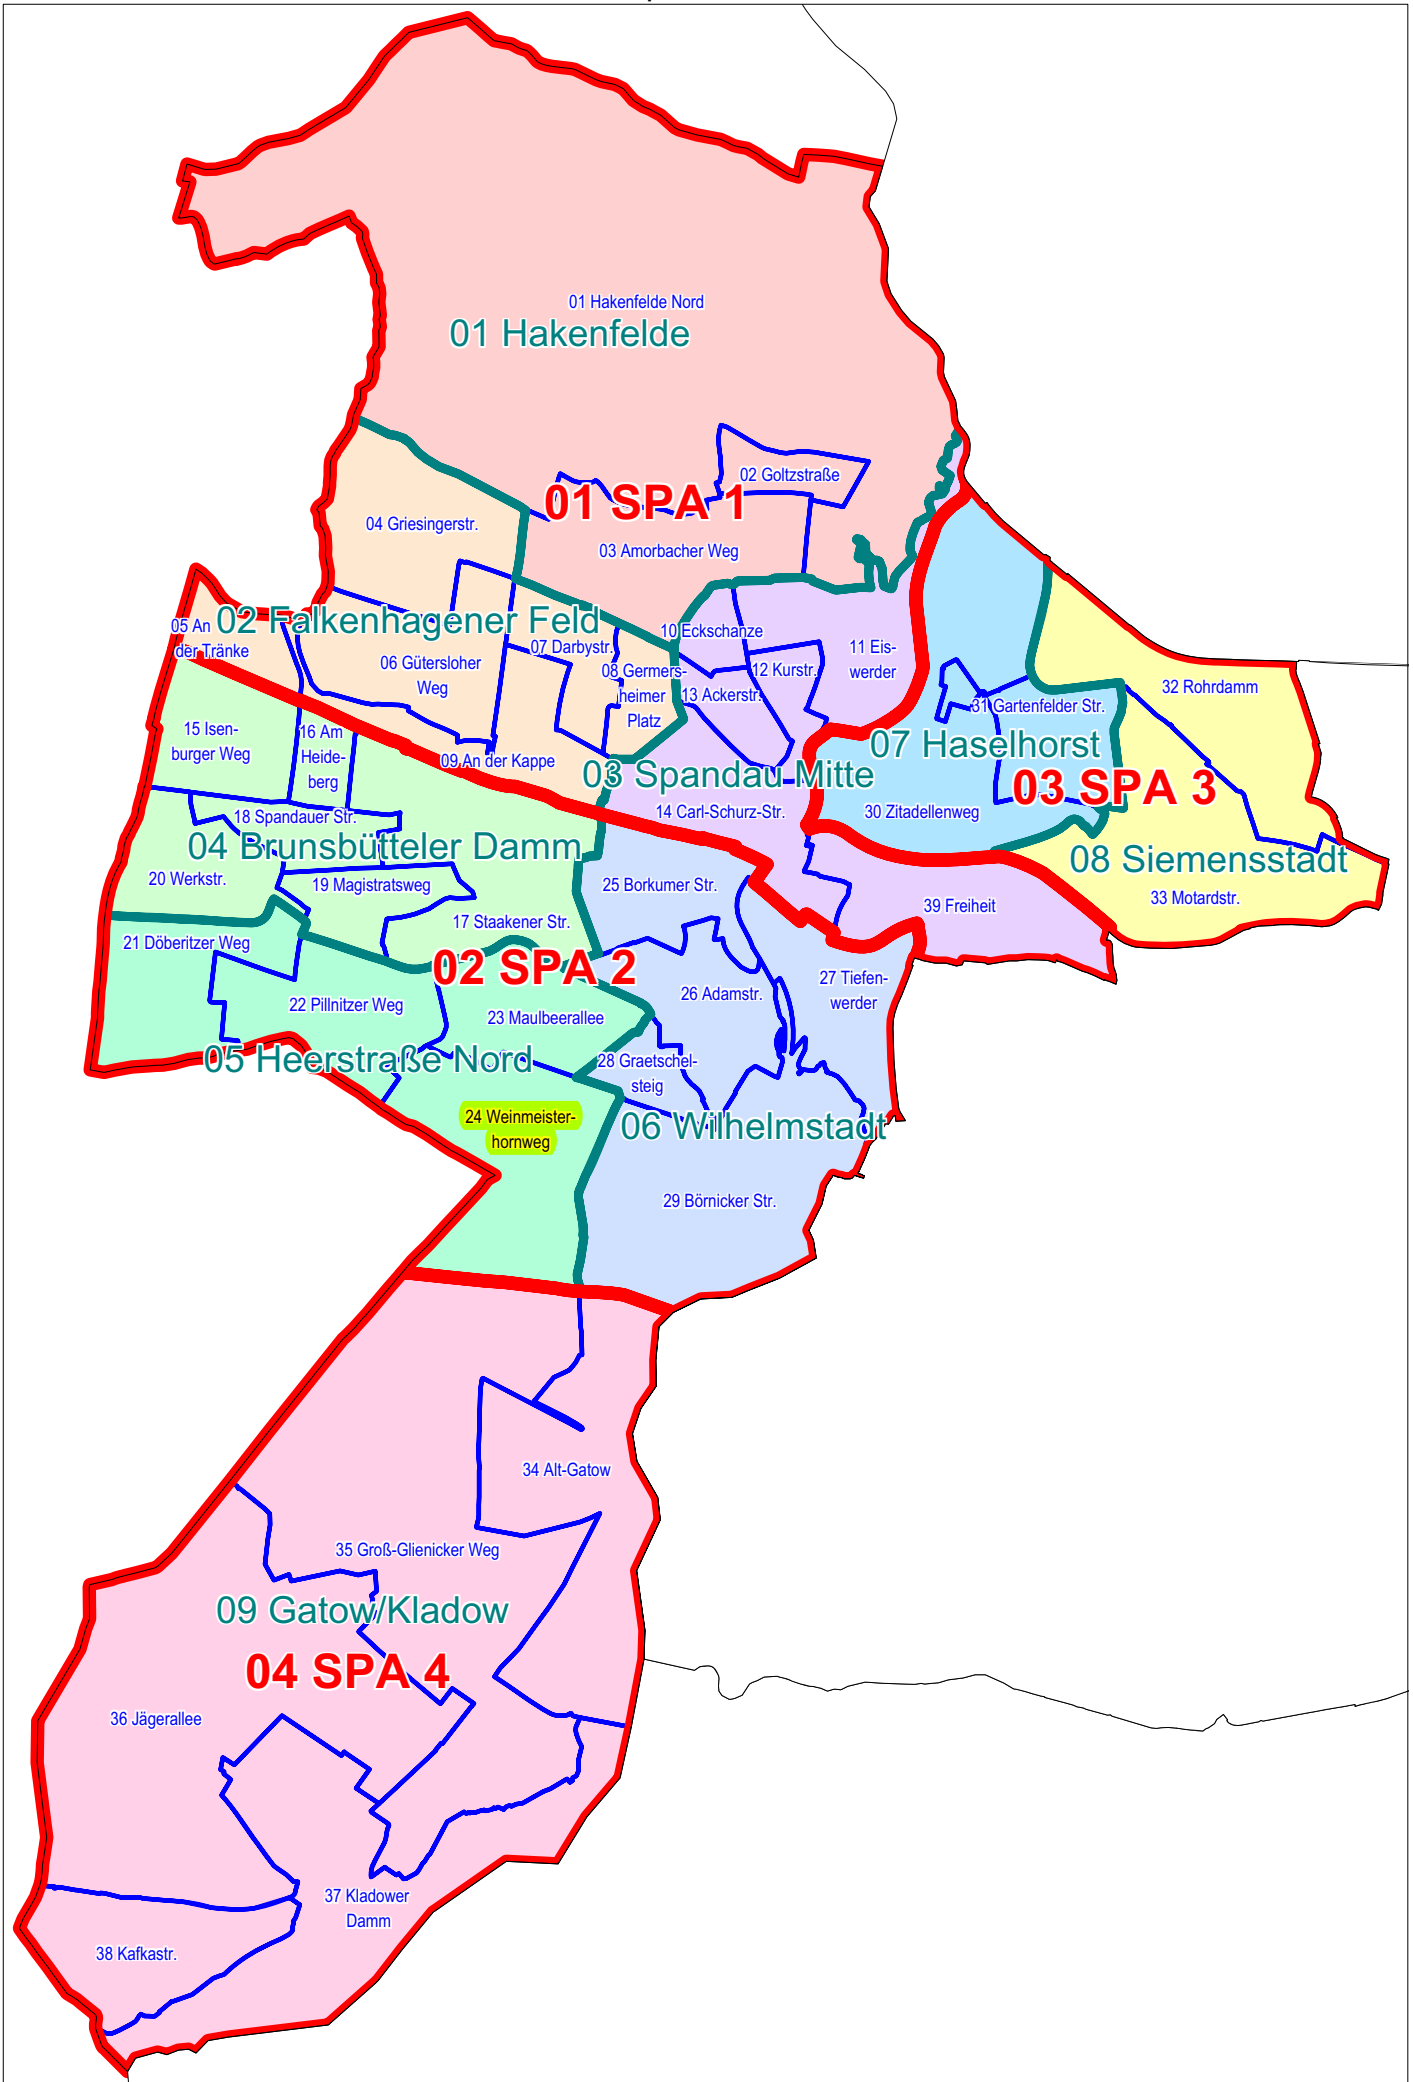 01 Hakenfelde Nord
01 Hakenfelde
02 Goltzstraße
01 SPA 1
04 Griesingerstr.
03 Amorbacher Weg
02 Falkenhagener Feld
05 An
der Tränke
10 Eckschanze
07 Darbystr.
11 Eis-
werder
06 Gütersloher
Weg
08 Germers-
heimer
Platz
12 Kurstr.
13 Ackerstr.
32 Rohrdamm
31 Gartenfelder Str.
15 Isen-
burger Weg
16 Am
Heide-
berg
07 Haselhorst
09 An der Kappe
03 Spandau Mitte
03 SPA 3
18 Spandauer Str.
14 Carl-Schurz-Str.
30 Zitadellenweg
04 Brunsbütteler Damm
08 Siemensstadt
20 Werkstr.
19 Magistratsweg
25 Borkumer Str.
33 Motardstr.
39 Freiheit
17 Staakener Str.
21 Döberitzer Weg
02 SPA 2
27 Tiefen-
werder
26 Adamstr.
22 Pillnitzer Weg
23 Maulbeerallee
05 Heerstraße Nord
28 Graetschel-
steig
24 Weinmeister-
hornweg
06 Wilhelmstadt
29 Börnicker Str.
34 Alt-Gatow
35 Groß-Glienicker Weg
09 Gatow/Kladow
04 SPA 4
36 Jägerallee
37 Kladower
Damm
38 Kafkastr.